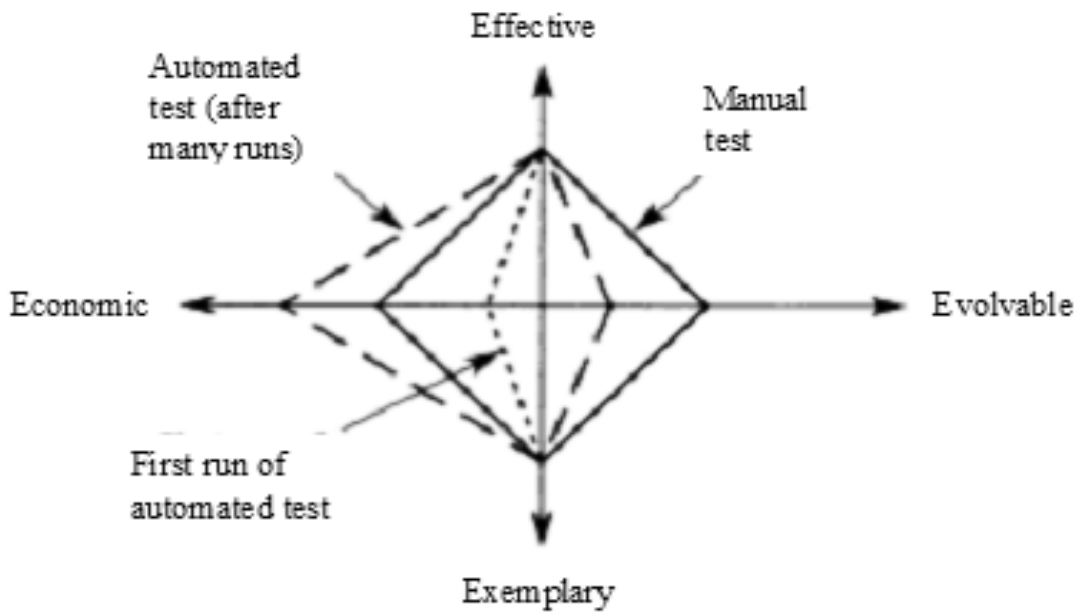 Effective
Automated
test (after
many runs)
Manual
test
Economic
Evolvable
First run of
automated test
Exemplary